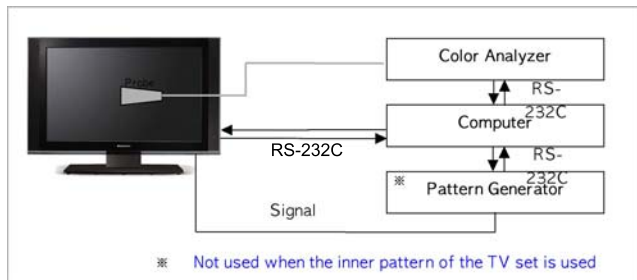 Color Analyzer
Probe
RS-
232C
Computer
RS-232C
RS-
232C
※ Pattern Generator
Signal
※ Not used when the inner pattern of the TV set is used